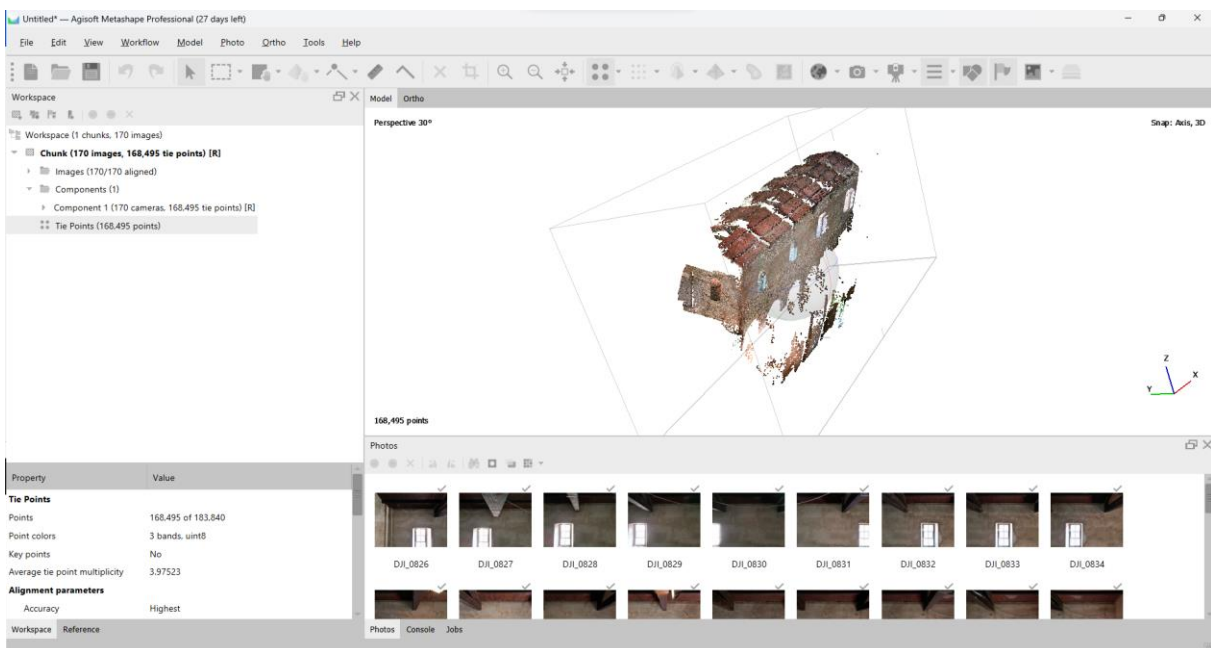 Untitled* — Agisoft Metashape Professional (27 days left)
File Edit View Workflow Model Photo Ortho Tools Help
Workspace
Workspace (1 chunks, 170 images)
Chunk (170 images, 168,495 tie points) [R]
Images (170/170 aligned)
Components (1)
Component 1 (170 cameras, 168,495 tie points) [R]
Tie Points (168,495 points)
Property Value
Tie Points
Points 168,495 of 183,840
Point colors 3 bands, uint8
Key points No
Average tie point multiplicity 3.97523
Alignment parameters
Accuracy Highest
Workspace Reference
Model Ortho
Perspective 30°
Snap: Axis, 3D
Z
X
Y
168,495 points
Photos
DJI_0826 DJI_0827 DJI_0828 DJI_0829 DJI_0830 DJI_0831 DJI_0832 DJI_0833 DJI_0834
Photos Console Jobs